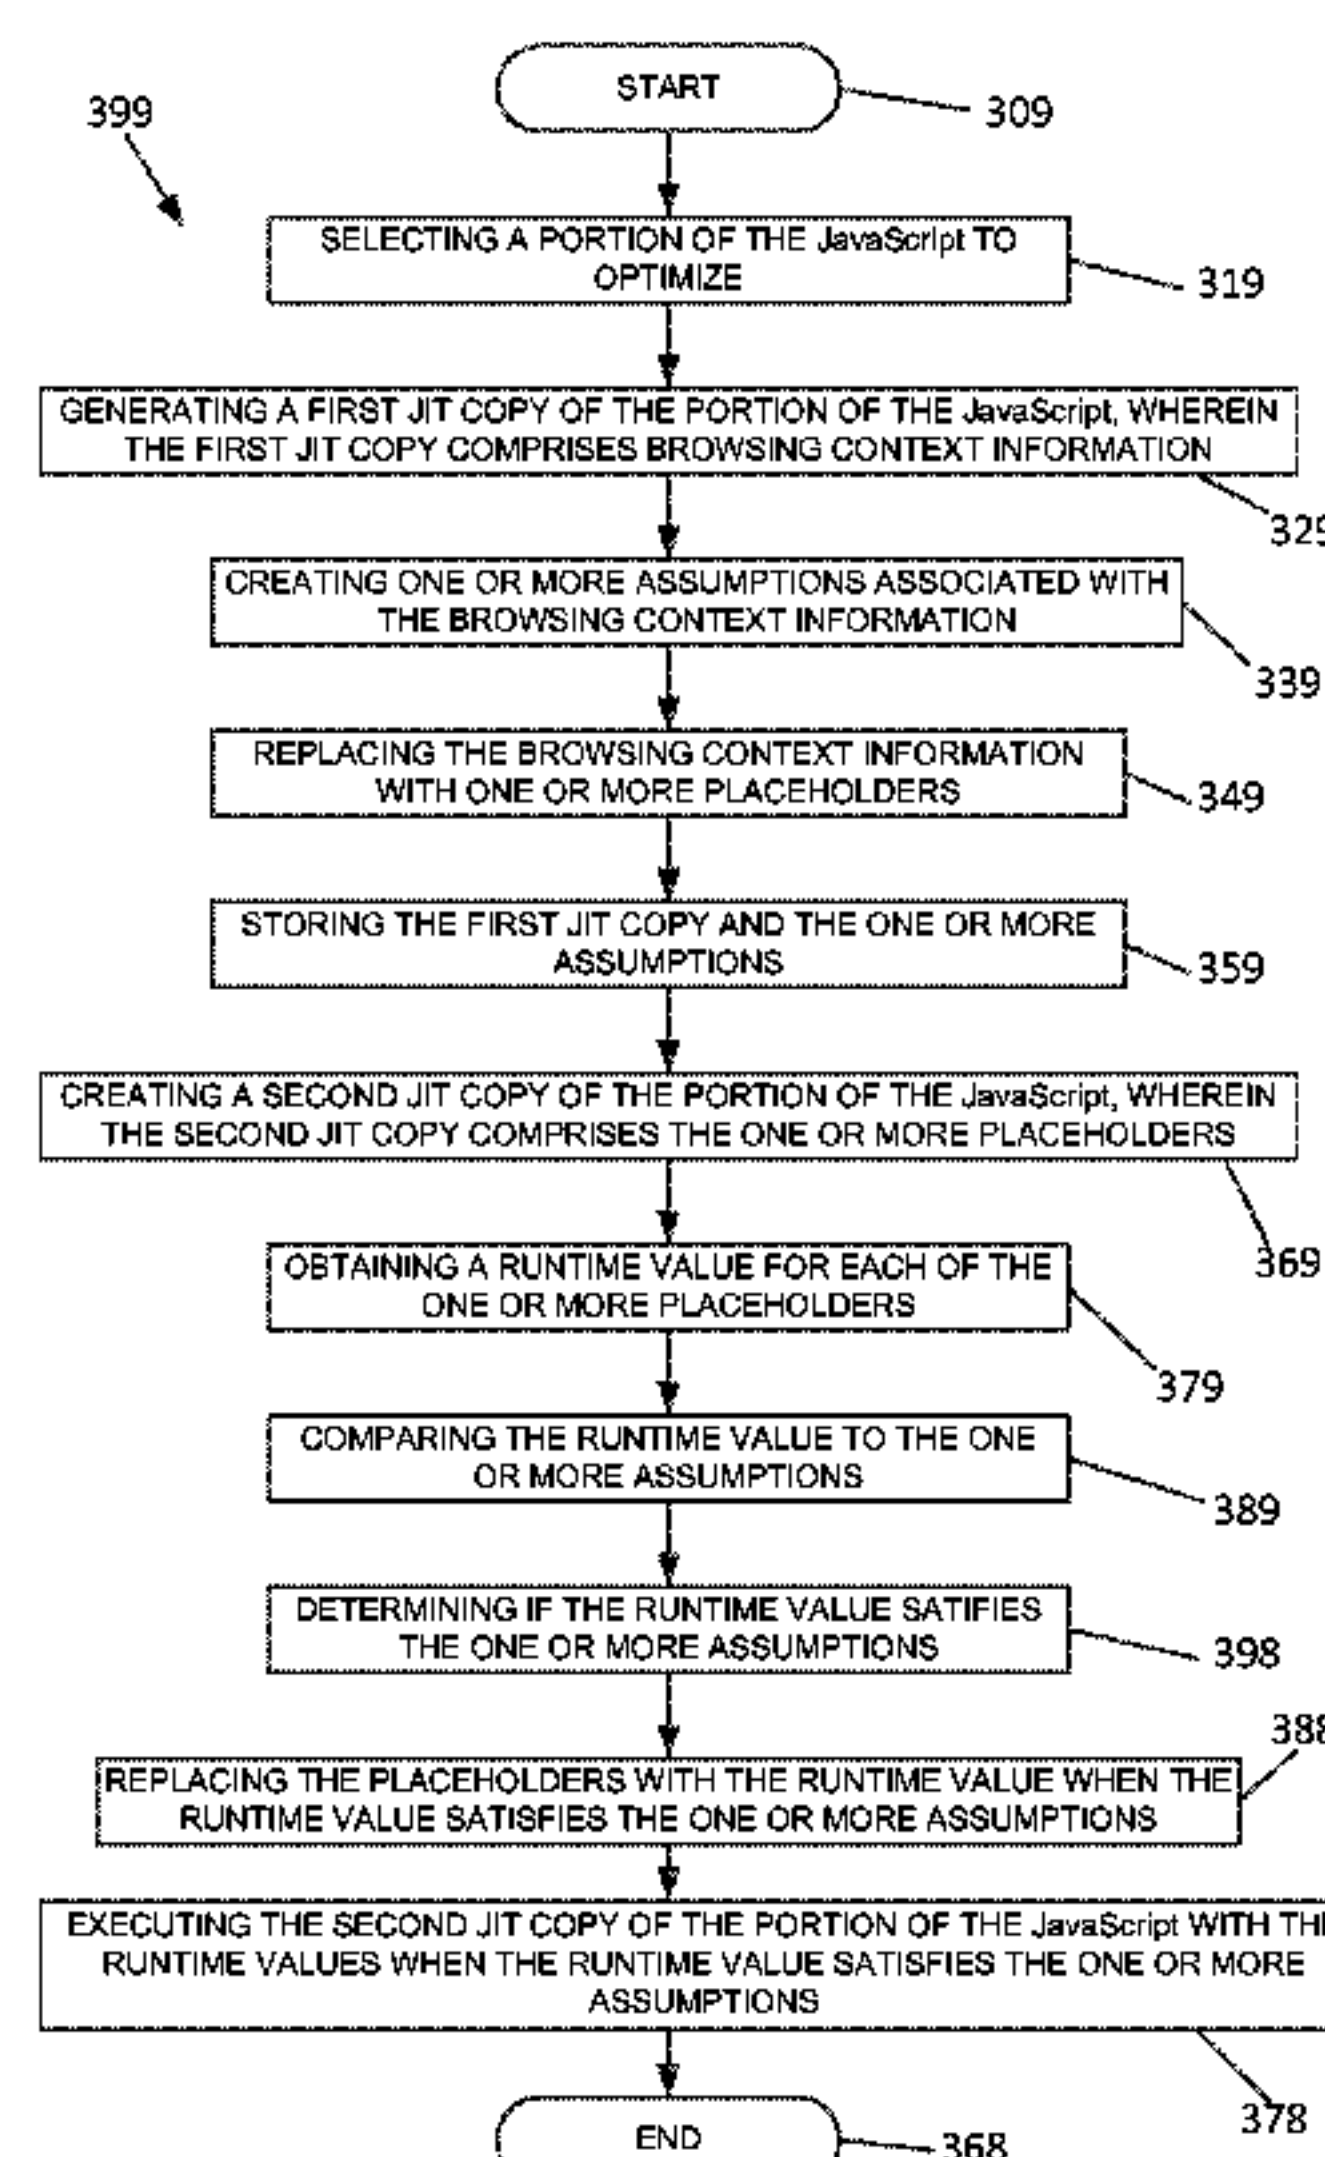 START
309
399
SELECTING A PORTION OF THE JavaScript TO
OPTIMIZE
319
GENERATING A FIRST JIT COPY OF THE PORTION OF THE JavaScript, WHEREIN
THE FIRST JIT COPY COMPRISES BROWSING CONTEXT INFORMATION
329
CREATING ONE OR MORE ASSUMPTIONS ASSOCIATED WITH
THE BROWSING CONTEXT INFORMATION
339
REPLACING THE BROWSING CONTEXT INFORMATION
WITH ONE OR MORE PLACEHOLDERS
349
STORING THE FIRST JIT COPY AND THE ONE OR MORE
ASSUMPTIONS
359
CREATING A SECOND JIT COPY OF THE PORTION OF THE JavaScript, WHEREIN
THE SECOND JIT COPY COMPRISES THE ONE OR MORE PLACEHOLDERS
369
OBTAINING A RUNTIME VALUE FOR EACH OF THE
ONE OR MORE PLACEHOLDERS
379
COMPARING THE RUNTIME VALUE TO THE ONE
OR MORE ASSUMPTIONS
389
DETERMINING IF THE RUNTIME VALUE SATIFIES
THE ONE OR MORE ASSUMPTIONS
398
388
REPLACING THE PLACEHOLDERS WITH THE RUNTIME VALUE WHEN THE
RUNTIME VALUE SATISFIES THE ONE OR MORE ASSUMPTIONS
EXECUTING THE SECOND JIT COPY OF THE PORTION OF THE JavaScript WITH THE
RUNTIME VALUES WHEN THE RUNTIME VALUE SATISFIES THE ONE OR MORE
ASSUMPTIONS
378
END
368